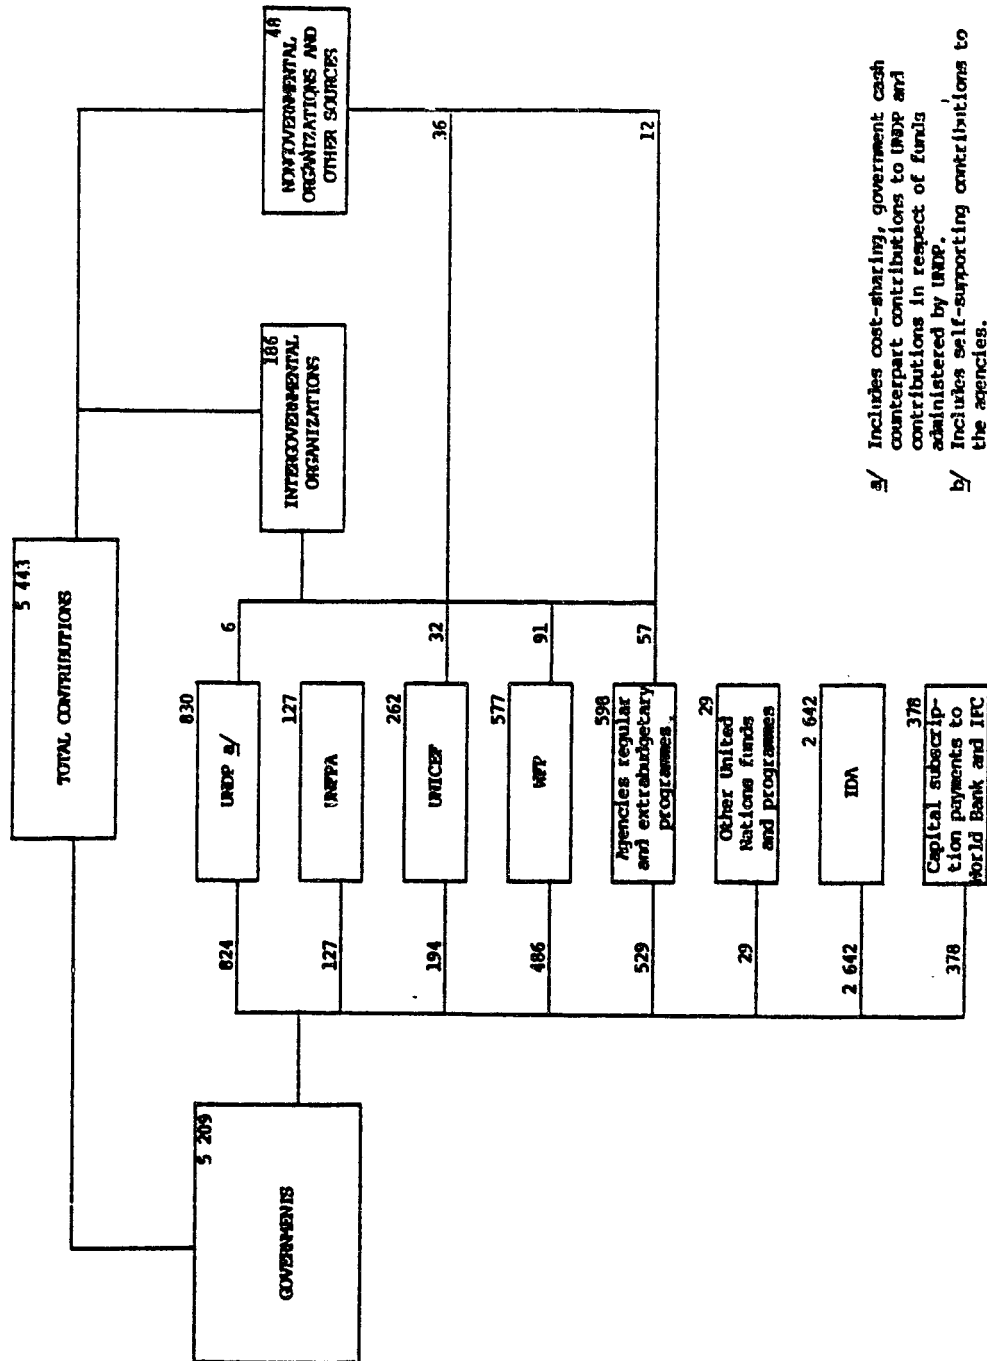 5 443
TOTAL CONTRIBUTIONS
5 209
GOVERNMENTS
186
INTERGOVERNMENTAL
ORGANIZATIONS
48
NONGOVERNMENTAL
ORGANIZATIONS AND
OTHER SOURCES
824
830
UNDP a/
6
127
127
UNFPA
194
262
UNICEF
32
36
486
577
WFP
91
529
598
Agencies regular
and extrabudgetary
programmes.
57
12
29
29
Other United
Nations funds
and programmes
2 642
2 642
IDA
378
378
Capital subscrip-
tion payments to
World Bank and IFC
a/ Includes cost-sharing, government cash
counterpart contributions to UNDP and
contributions in respect of funds
administered by UNDP.
b/ Includes self-supporting contributions to
the agencies.